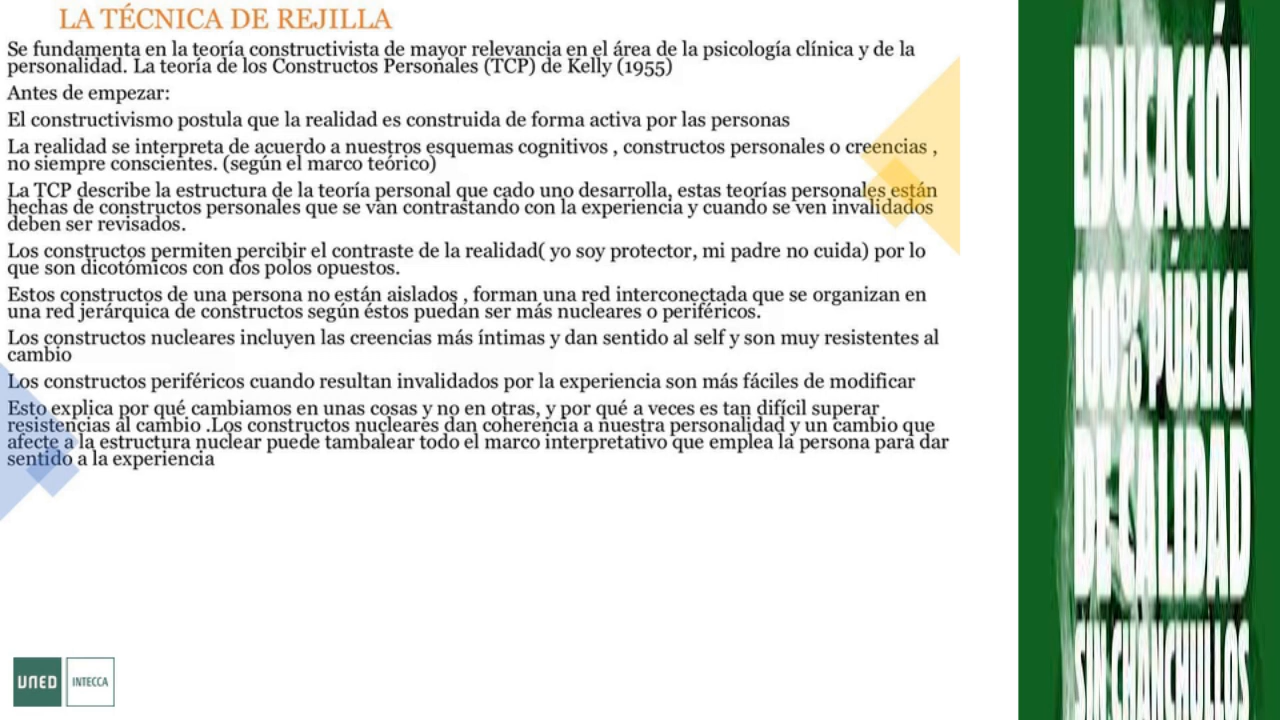 LA TÉCNICA DE REJILLA
Se fundamenta en la teoría constructivista de mayor relevancia en el área de la psicología clínica y de la
personalidad. La teoría de los Constructos Personales (TCP) de Kelly (1955)
Antes de empezar:
El constructivismo postula que la realidad es construida de forma activa por las personas
La realidad se interpreta de acuerdo a nuestros esquemas cognitivos , constructos personales o creencias ,
no siempre conscientes. (según el marco teórico)
La TCP describe la estructura de la teoría personal que cado uno desarrolla, estas teorías personales están
hechas de constructos personales que se van contrastando con la experiencia y cuando se ven invalidados
deben ser revisados.
Los constructos permiten percibir el contraste de la realidad( yo soy protector, mi padre no cuida) por lo
que son dicotómicos con dos polos opuestos.
Estos constructos de una persona no están aislados , forman una red interconectada que se organizan en
una red jerárquica de constructos según éstos puedan ser más nucleares o periféricos.
Los constructos nucleares incluyen las creencias más íntimas y dan sentido al self y son muy resistentes al
cambio
Los constructos periféricos cuando resultan invalidados por la experiencia son más fáciles de modificar
Esto explica por qué cambiamos en unas cosas y no en otras, y por qué a veces es tan difícil superar
resistencias al cambio .Los constructos nucleares dan coherencia a nuestra personalidad y un cambio que
afecte a la estructura nuclear puede tambalear todo el marco interpretativo que emplea la persona para dar
sentido a la experiencia
UNED
INTECCA
EDUCACIÓN
100% PÚBLICA
DE CALIDAD
SIN CHANCHULLOS